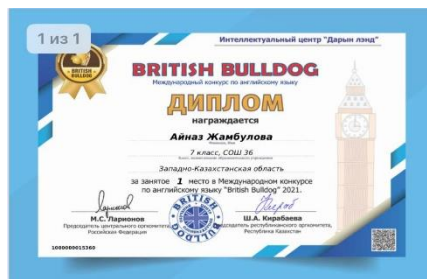 1 из 1
Интеллектуальный центр "Дарын лэнд"
BRITISH BULLDOG
Международный конкурс по английскому языку
ДИПЛОМ
награждается
Айназ Жамбулова
7 класс, СОШ 36
Западно-Казахстанская область
за занятое 1 место в Международном конкурсе
по английскому языку "British Bulldog" 2021.
М.С. Ларионов
Председатель центрального оргкомитета,
Российская Федерация
BRITISH BULLDOG
Ш.А. Кирабаева
Председатель республиканского оргкомитета,
Республика Казахстан